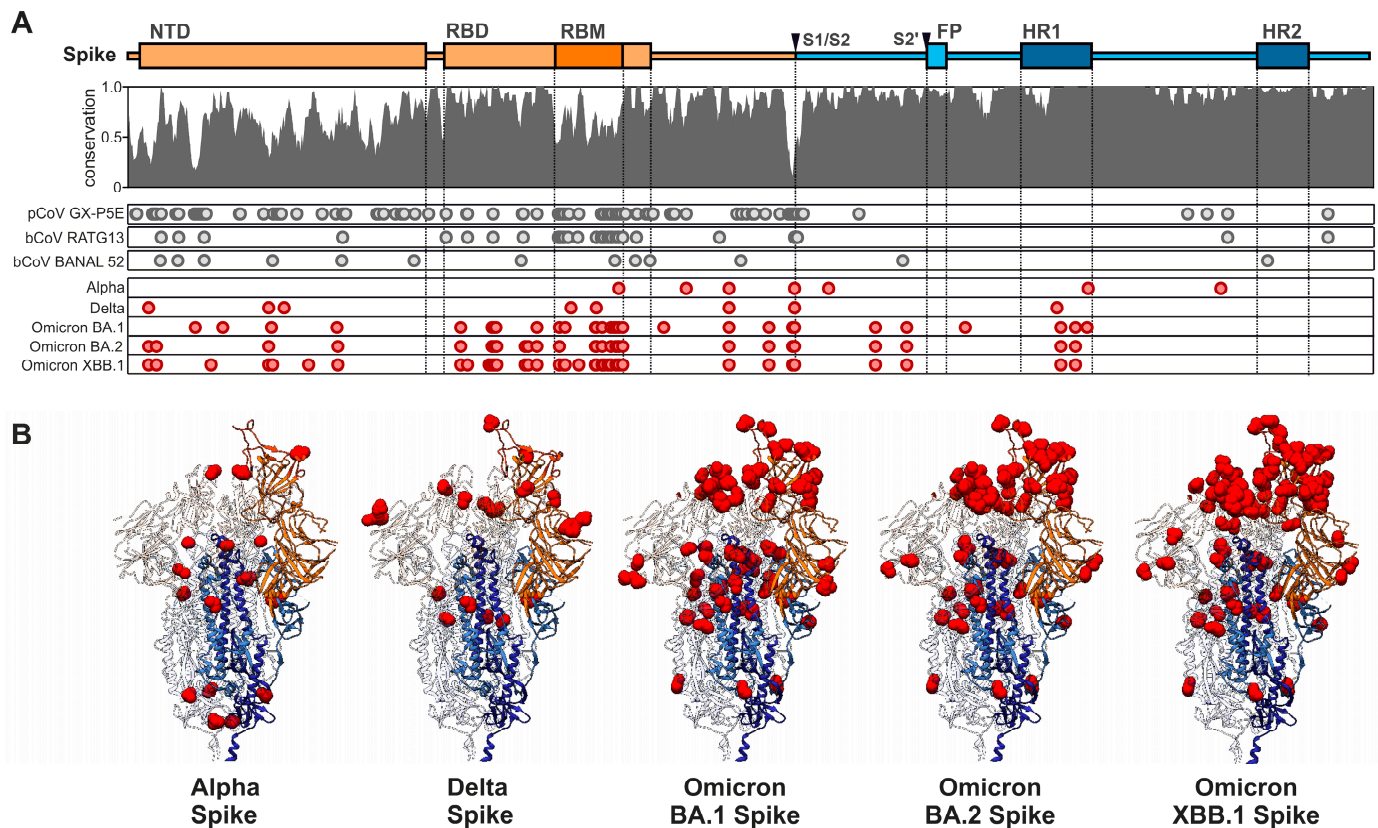 A
NTD RBD RBM S1/S2 S2' FP HR1 HR2
Spike
1.0
0.5
0
conservation
pCoV GX-P5E
bCoV RATG13
bCoV BANAL 52
Alpha
Delta
Omicron BA.1
Omicron BA.2
Omicron XBB.1
B
Alpha
Spike
Delta
Spike
Omicron
BA.1 Spike
Omicron
BA.2 Spike
Omicron
XBB.1 Spike